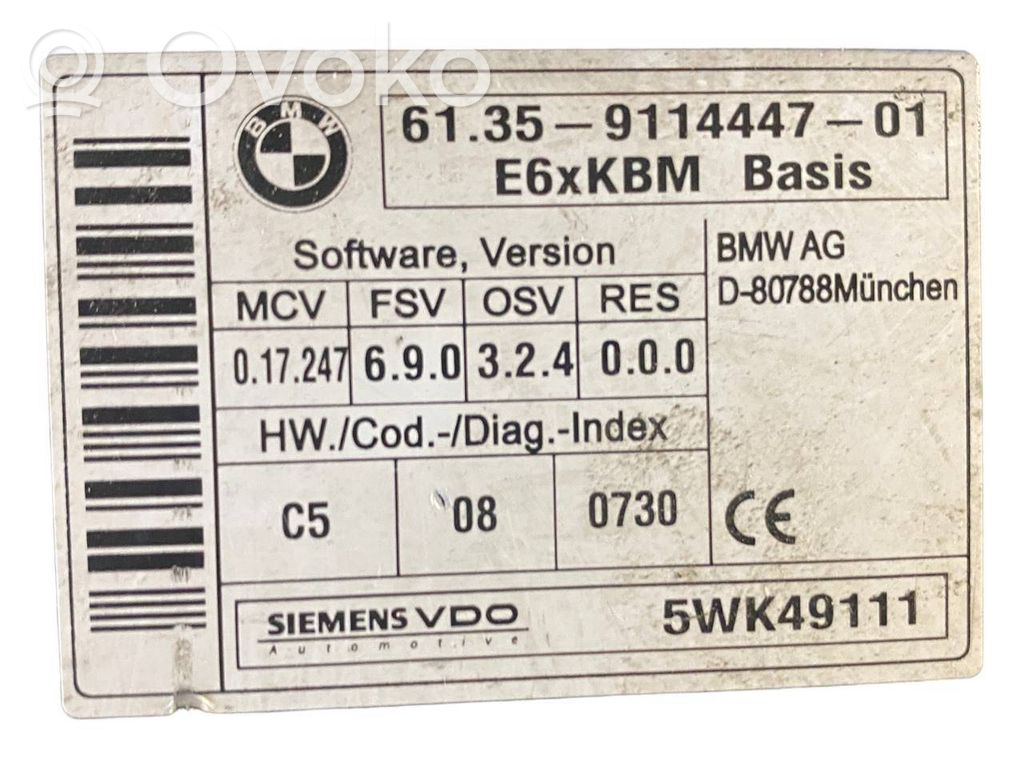 Ovoko
BMW
61.35-9114447-01
E6xKBM Basis
Software, Version
BMW AG
D-80788München
MCV FSV OSV RES
0.17.247 6.9.0 3.2.4 0.0.0
HW./Cod.-/Diag.-Index
C5 08 0730
CE
SIEMENS VDO
Automotive
5WK49111